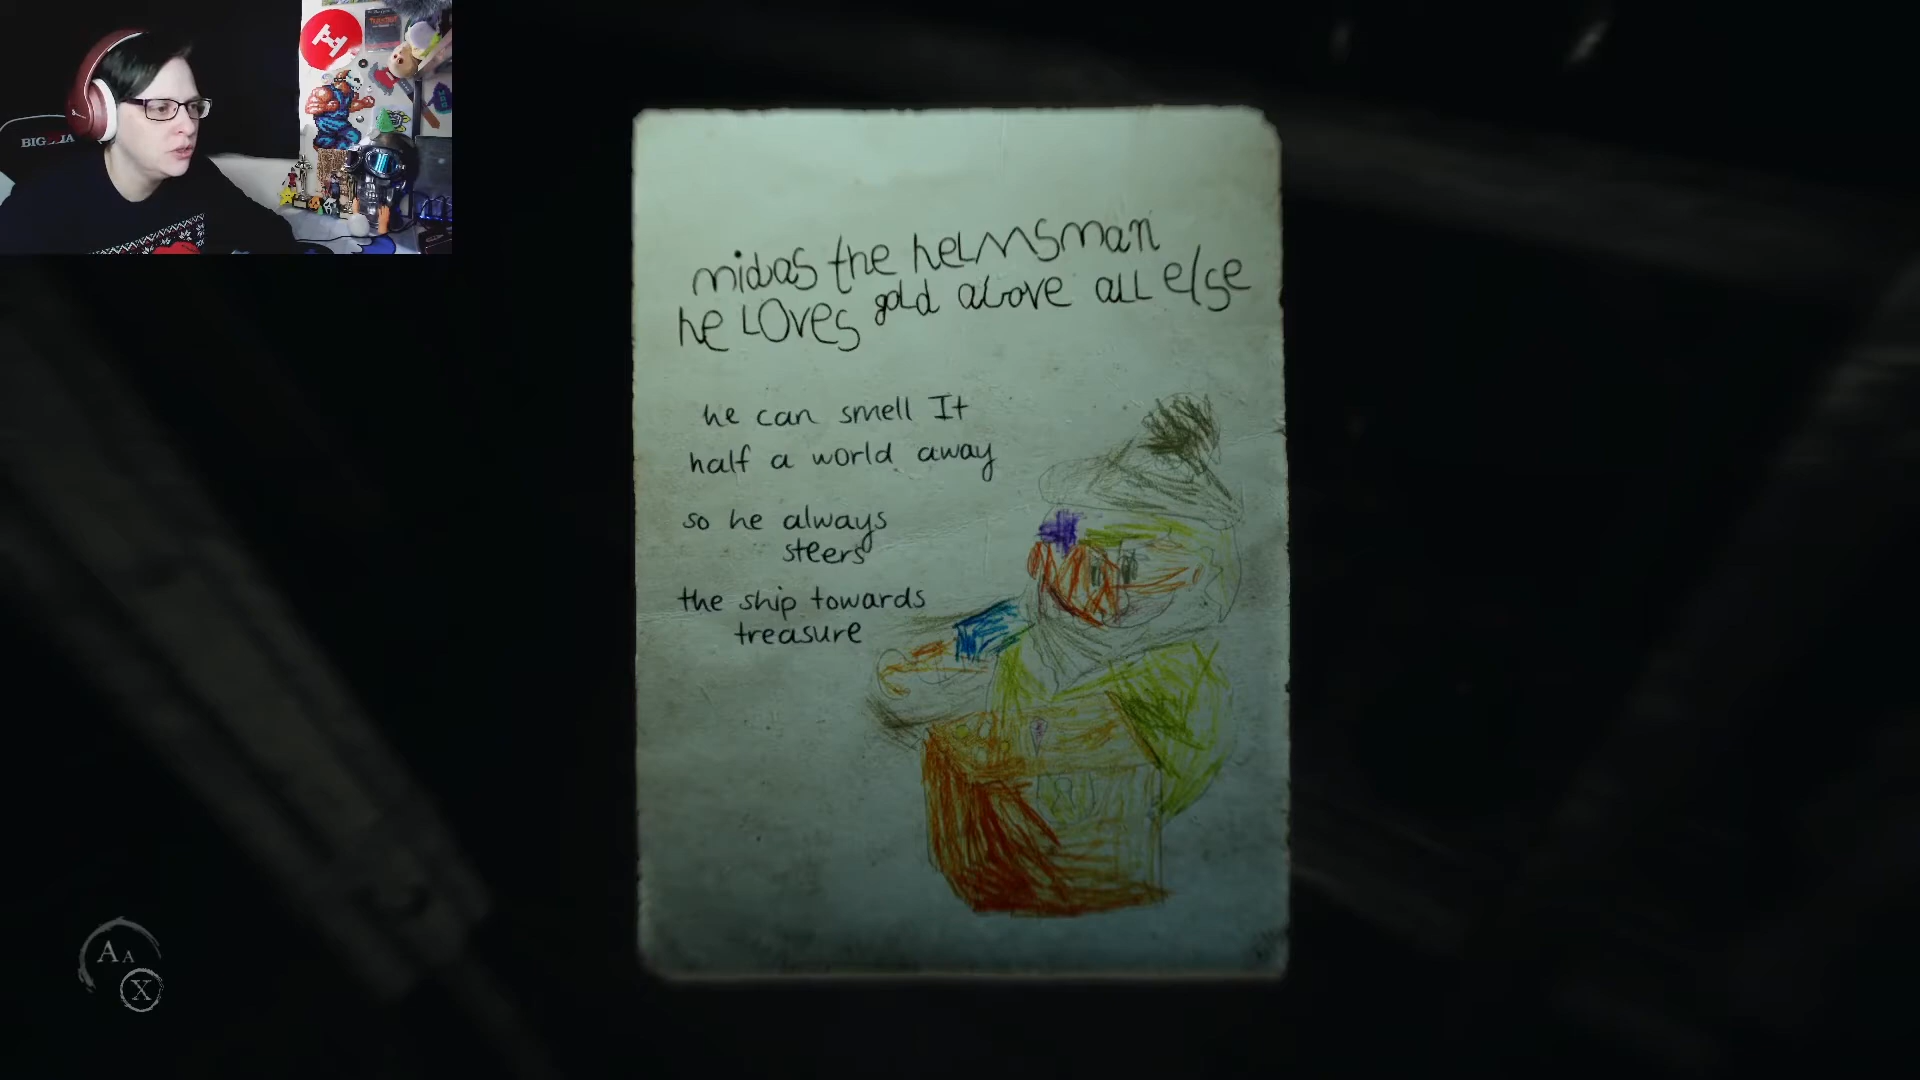 midas the helmsman
he loves gold above all else
he can smell It
half a world away
so he always
steers
the ship towards
treasure
A A
X